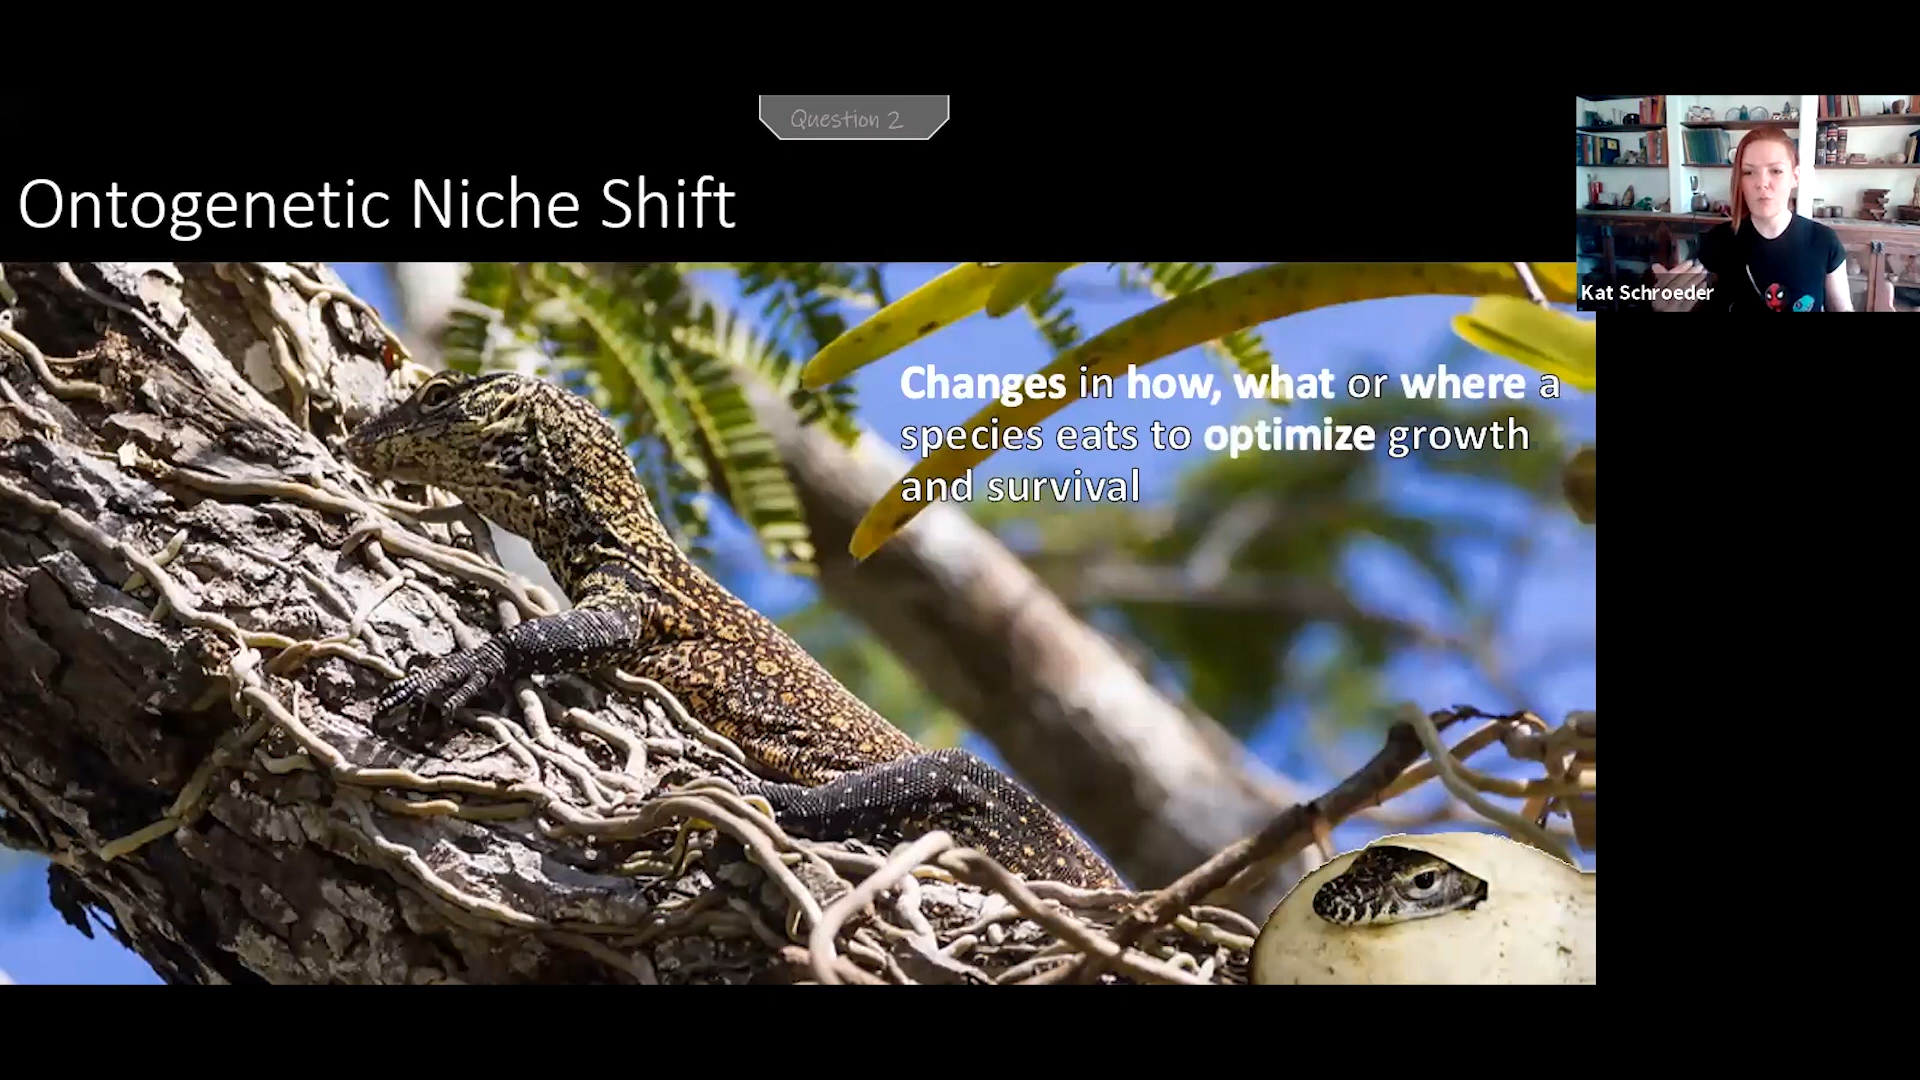 Question 2
Ontogenetic Niche Shift
Kat Schroeder
Changes in how, what or where a
species eats to optimize growth
and survival